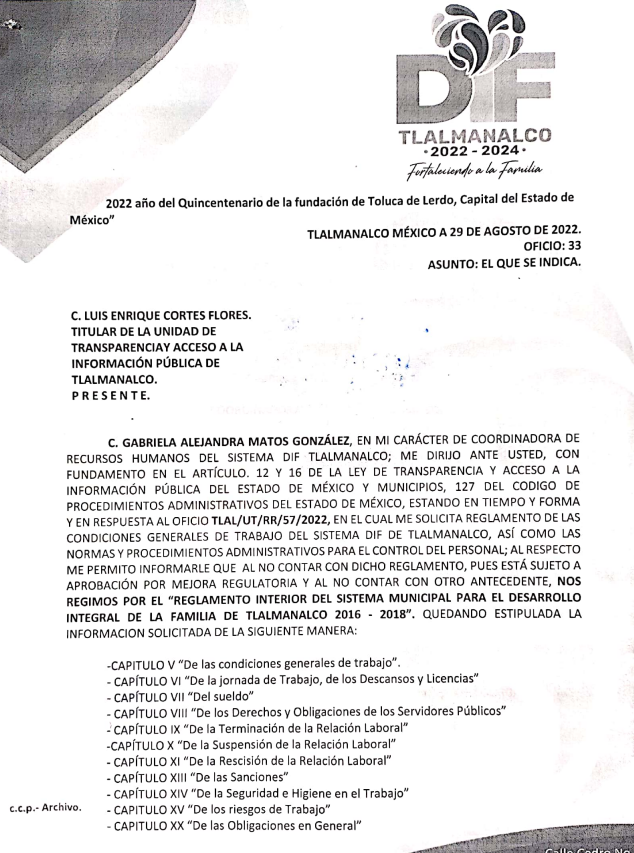 DIF
TLALMANALCO
·2022 - 2024·
Fortaleciendo a la Familia
2022 año del Quincentenario de la fundación de Toluca de Lerdo, Capital del Estado de
México”
TLALMANALCO MÉXICO A 29 DE AGOSTO DE 2022.
OFICIO: 33
ASUNTO: EL QUE SE INDICA.
C. LUIS ENRIQUE CORTES FLORES.
TITULAR DE LA UNIDAD DE
TRANSPARENCIAY ACCESO A LA
INFORMACIÓN PÚBLICA DE
TLALMANALCO.
P R E S E N T E.
C. GABRIELA ALEJANDRA MATOS GONZÁLEZ, EN MI CARÁCTER DE COORDINADORA DE
RECURSOS HUMANOS DEL SISTEMA DIF TLALMANALCO; ME DIRIJO ANTE USTED, CON
FUNDAMENTO EN EL ARTÍCULO. 12 Y 16 DE LA LEY DE TRANSPARENCIA Y ACCESO A LA
INFORMACIÓN PÚBLICA DEL ESTADO DE MÉXICO Y MUNICIPIOS, 127 DEL CODIGO DE
PROCEDIMIENTOS ADMINISTRATIVOS DEL ESTADO DE MÉXICO, ESTANDO EN TIEMPO Y FORMA
Y EN RESPUESTA AL OFICIO TLAL/UT/RR/57/2022, EN EL CUAL ME SOLICITA REGLAMENTO DE LAS
CONDICIONES GENERALES DE TRABAJO DEL SISTEMA DIF DE TLALMANALCO, ASÍ COMO LAS
NORMAS Y PROCEDIMIENTOS ADMINISTRATIVOS PARA EL CONTROL DEL PERSONAL; AL RESPECTO
ME PERMITO INFORMARLE QUE AL NO CONTAR CON DICHO REGLAMENTO, PUES ESTÁ SUJETO A
APROBACIÓN POR MEJORA REGULATORIA Y AL NO CONTAR CON OTRO ANTECEDENTE, NOS
REGIMOS POR EL “REGLAMENTO INTERIOR DEL SISTEMA MUNICIPAL PARA EL DESARROLLO
INTEGRAL DE LA FAMILIA DE TLALMANALCO 2016 - 2018”. QUEDANDO ESTIPULADA LA
INFORMACION SOLICITADA DE LA SIGUIENTE MANERA:
-CAPITULO V “De las condiciones generales de trabajo”.
- CAPÍTULO VI “De la jornada de Trabajo, de los Descansos y Licencias”
- CAPÍTULO VII “Del sueldo”
- CAPÍTULO VIII “De los Derechos y Obligaciones de los Servidores Públicos”
- CAPÍTULO IX “De la Terminación de la Relación Laboral”
-CAPÍTULO X “De la Suspensión de la Relación Laboral”
- CAPÍTULO XI “De la Rescisión de la Relación Laboral”
- CAPÍTULO XIII “De las Sanciones”
- CAPÍTULO XIV “De la Seguridad e Higiene en el Trabajo”
c.c.p.- Archivo.
- CAPÍTULO XV “De los riesgos de Trabajo”
- CAPITULO XX “De las Obligaciones en General”
Calle Cedro No